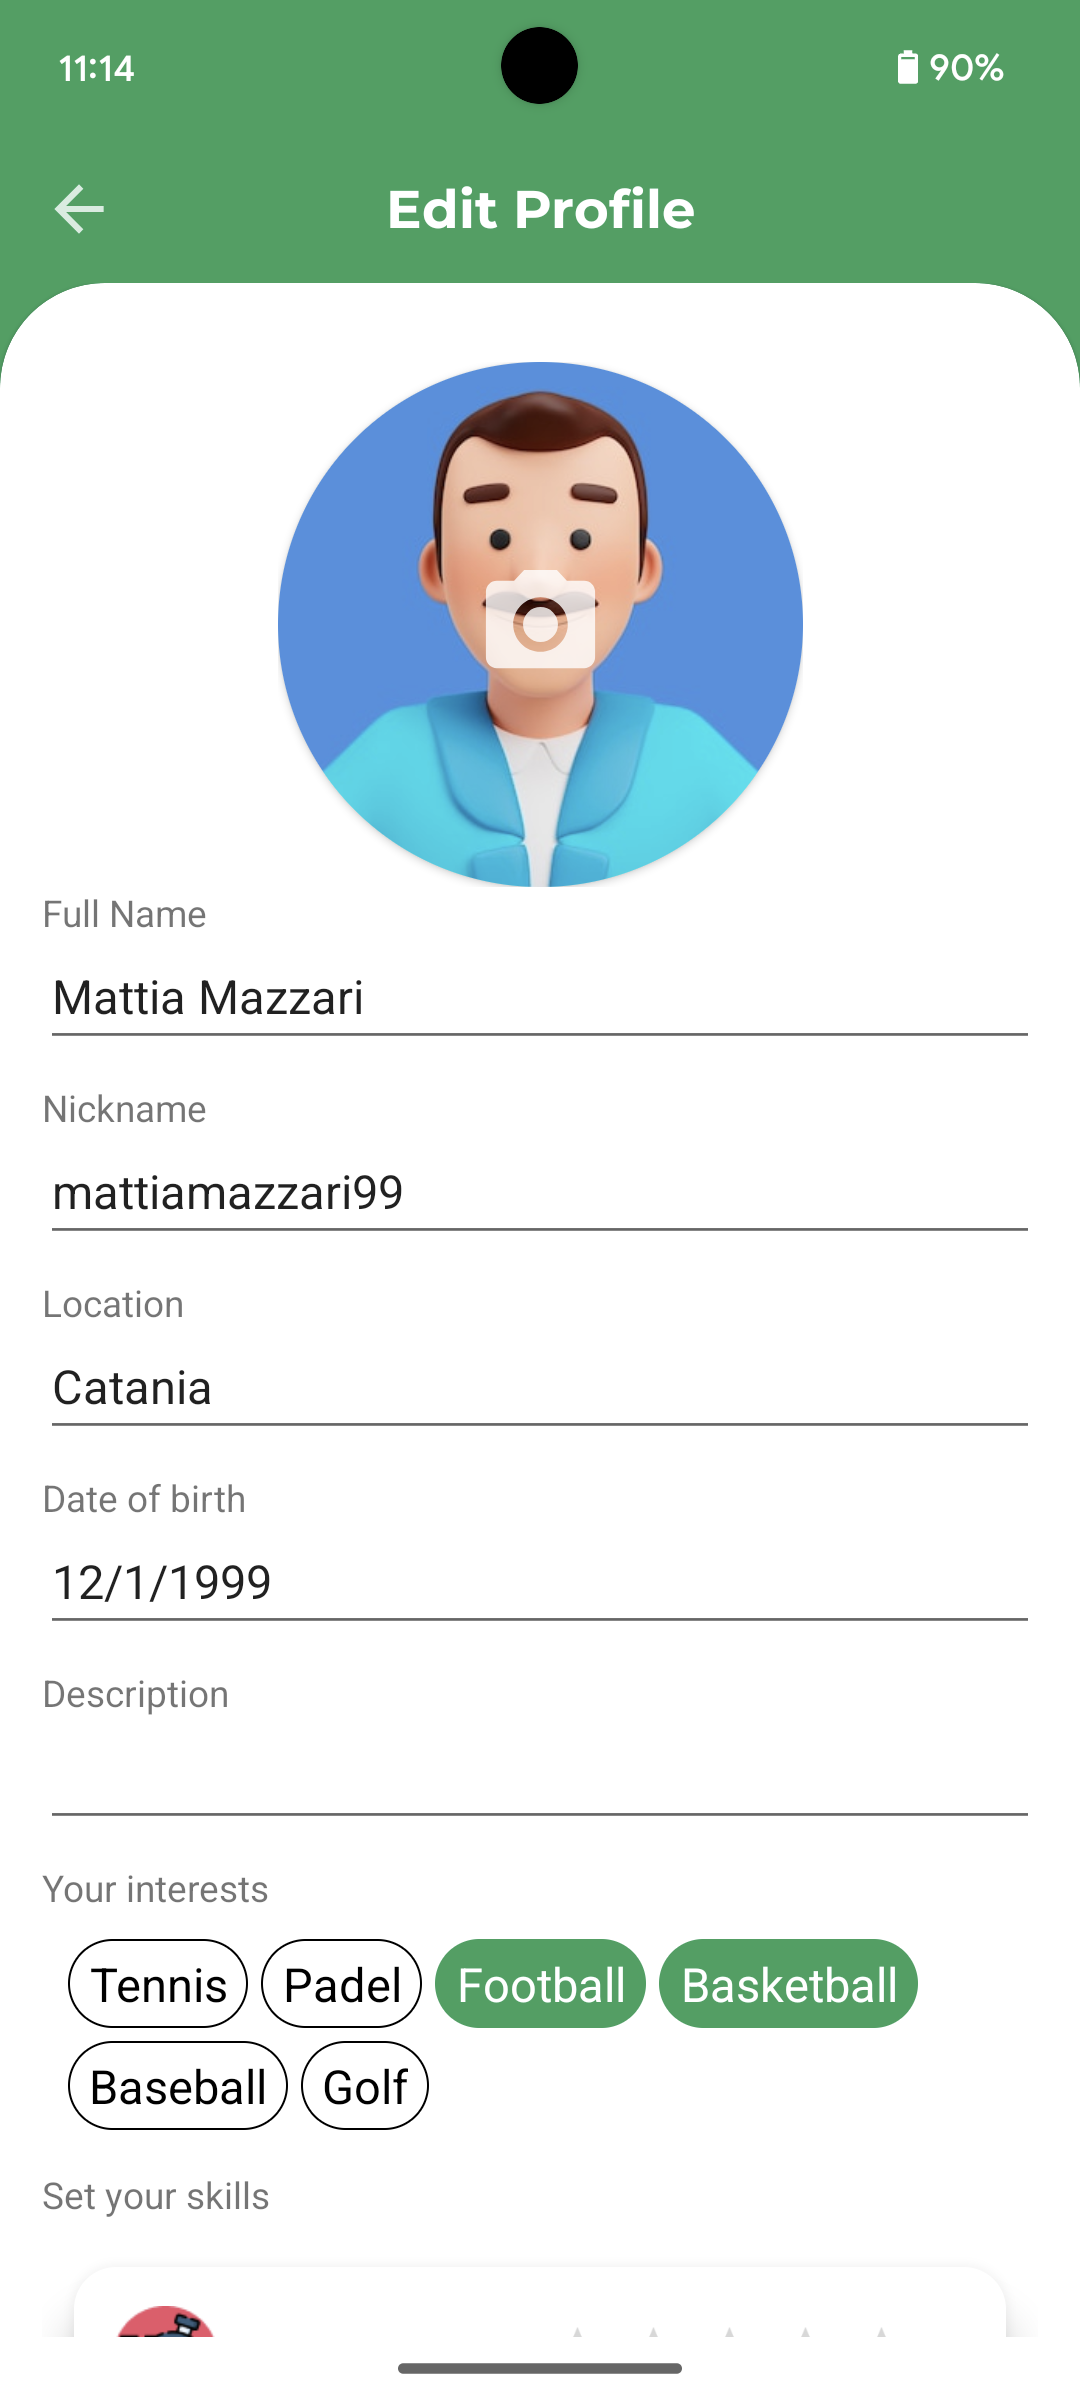 11:14
90%
Edit Profile
Full Name
Mattia Mazzari
Nickname
mattiamazzari99
Location
Catania
Date of birth
12/1/1999
Description
Your interests
Tennis Padel Football Basketball
Baseball Golf
Set your skills